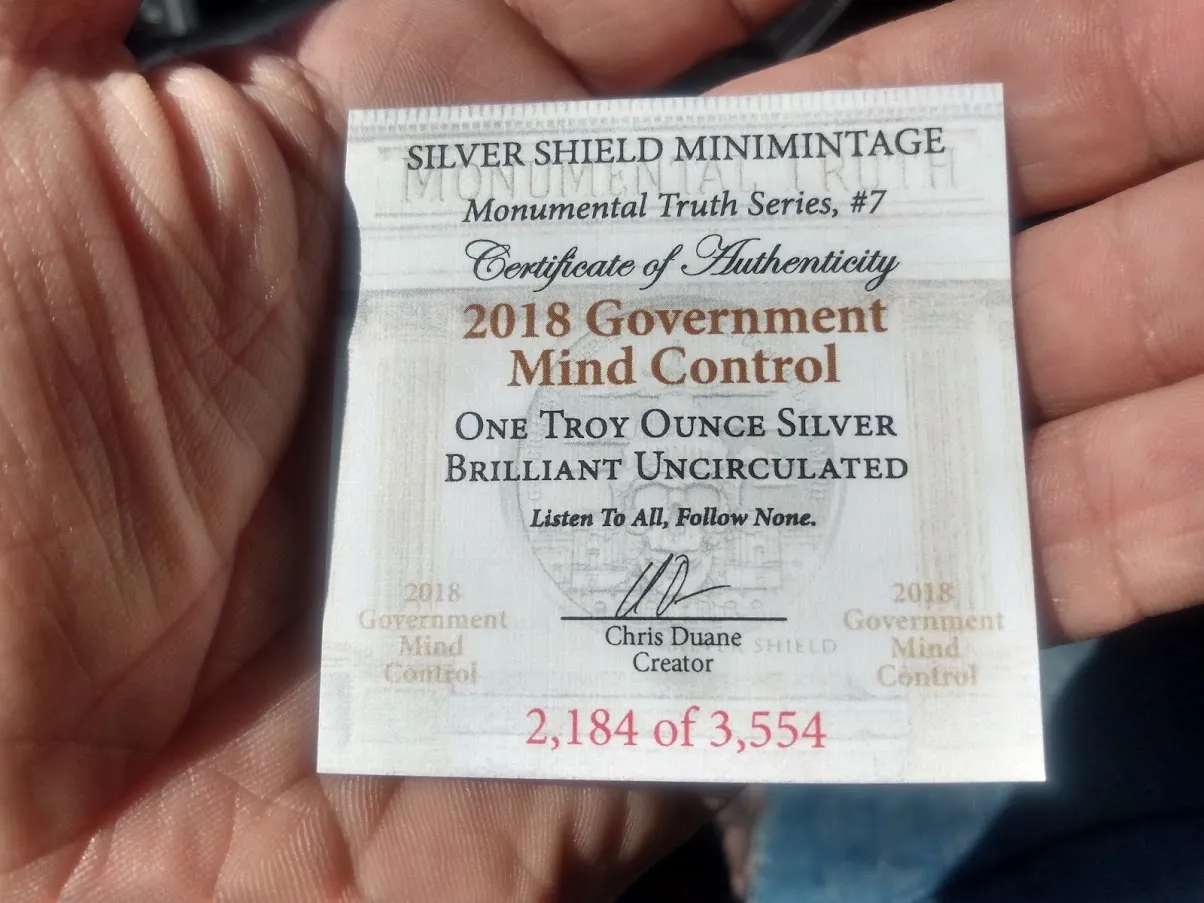 SILVER SHIELD MINIMINTAGE
MONUMENTAL TRUTH
Monumental Truth Series, #7
Certificate of Authenticity
2018 Government
Mind Control
ONE TROY OUNCE SILVER
BRILLIANT UNCIRCULATED
Listen To All, Follow None.
Chris Duane
Creator
SHIELD
2018
Government
Mind
Control
2018
Government
Mind
Control
2,184 of 3,554